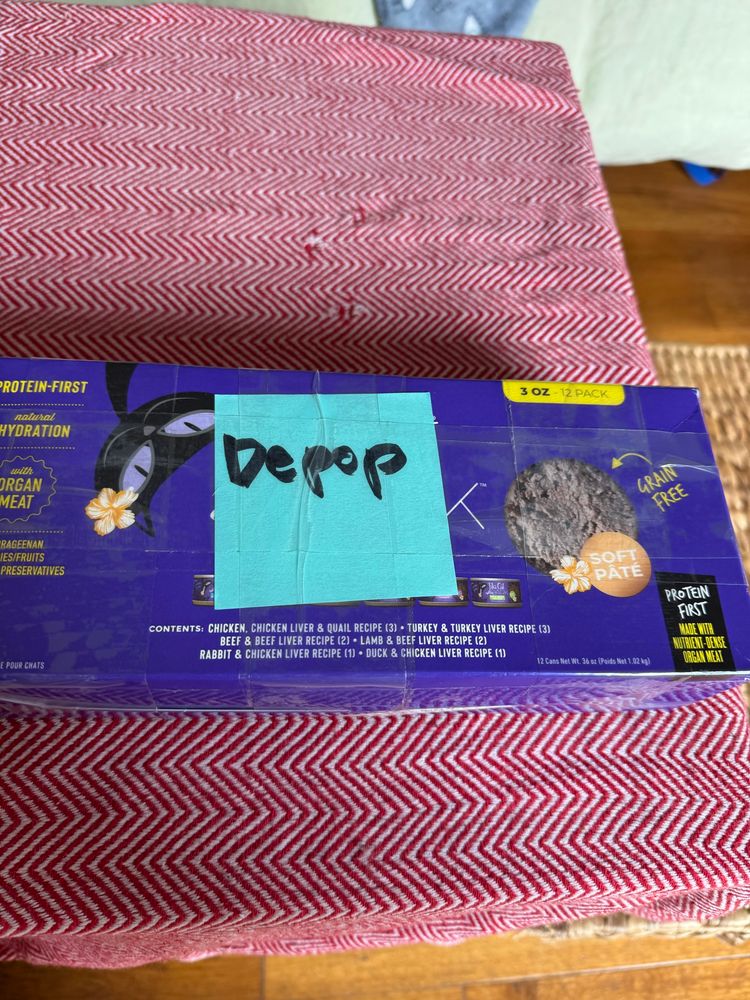 PROTEIN-FIRST
natural
HYDRATION
with
ORGAN
MEAT
PRESERVATIVES
POUR CHATS
Depop
K™
3 OZ - 12 PACK
GRAIN
FREE
SOFT
PÂTÉ
PROTEIN
FIRST
MADE WITH
NUTRIENT-DENSE
ORGAN MEAT
CONTENTS: CHICKEN, CHICKEN LIVER & QUAIL RECIPE (3) • TURKEY & TURKEY LIVER RECIPE (3)
BEEF & BEEF LIVER RECIPE (2) • LAMB & BEEF LIVER RECIPE (2)
RABBIT & CHICKEN LIVER RECIPE (1) • DUCK & CHICKEN LIVER RECIPE (1)
12 Cans Net Wt. 36 oz (Poids Net 1.02 kg)